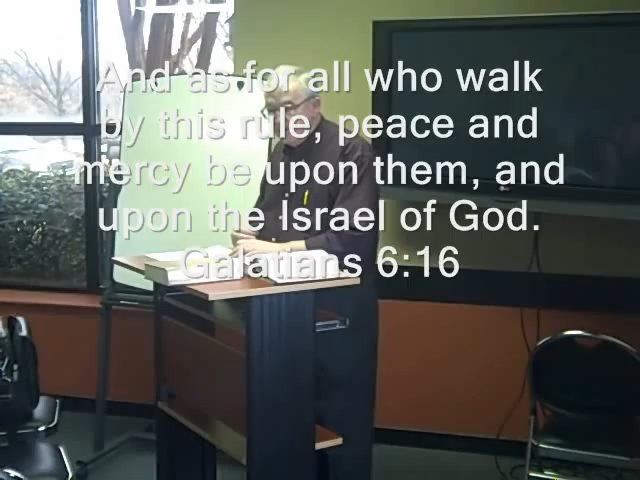 And as for all who walk
by this rule, peace and
mercy be upon them, and
upon the Israel of God.
Galatians 6:16